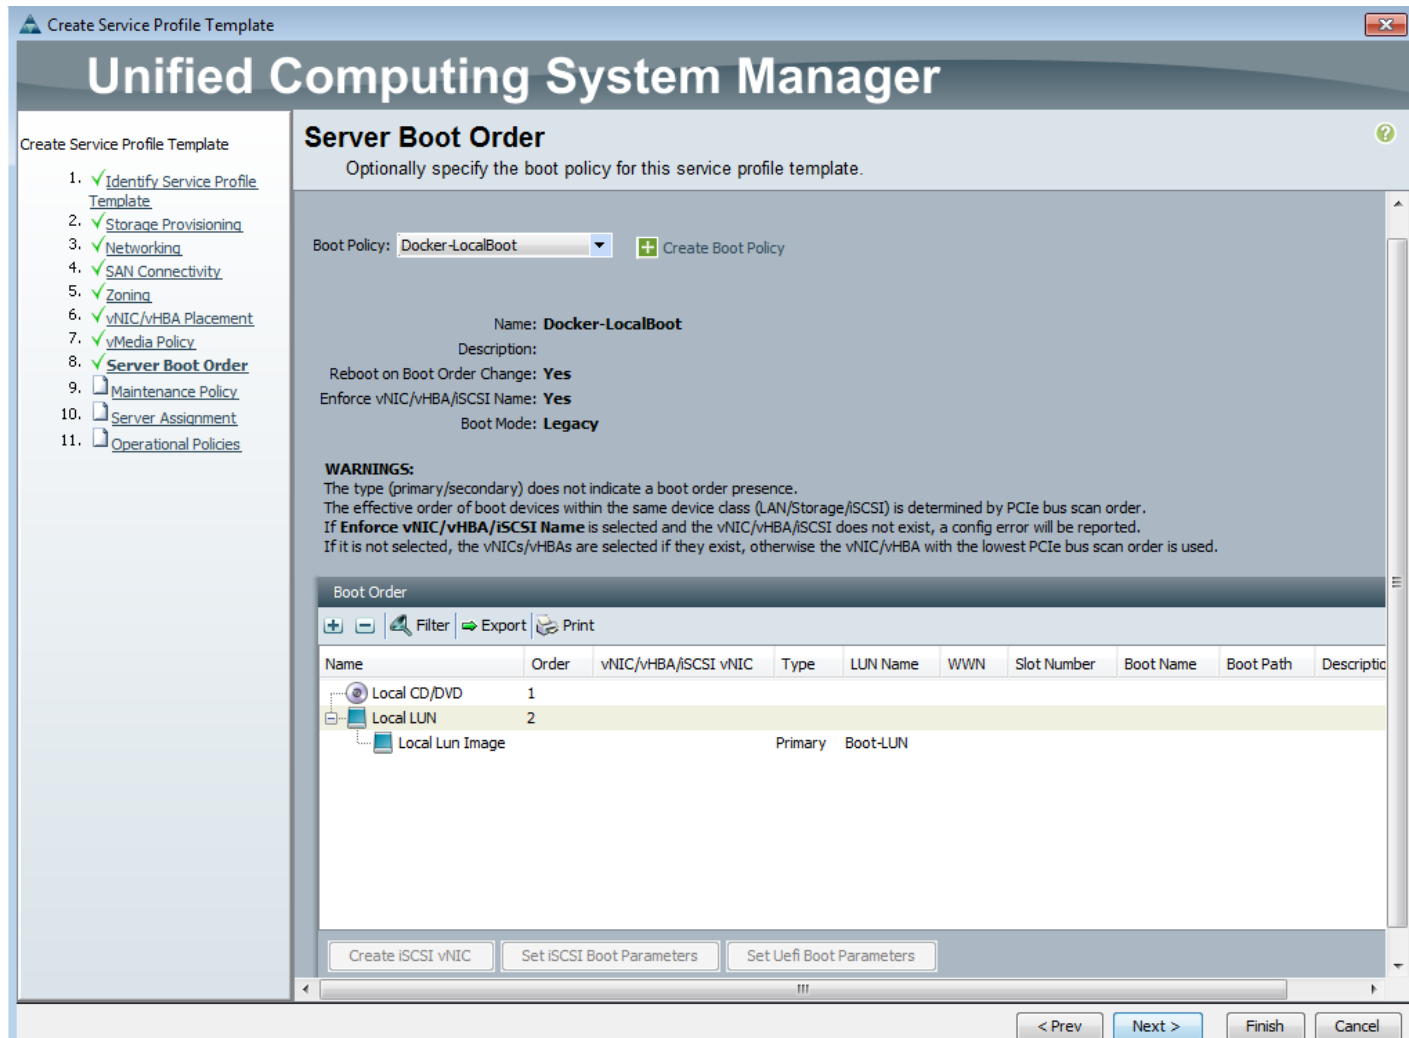 Create Service Profile Template
Unified Computing System Manager
Create Service Profile Template
1. Identify Service Profile
Template
2. Storage Provisioning
3. Networking
4. SAN Connectivity
5. Zoning
6. vNIC/vHBA Placement
7. vMedia Policy
8. Server Boot Order
9. Maintenance Policy
10. Server Assignment
11. Operational Policies
Server Boot Order
Optionally specify the boot policy for this service profile template.
Boot Policy: Docker-LocalBoot Create Boot Policy
Name: Docker-LocalBoot
Description:
Reboot on Boot Order Change: Yes
Enforce vNIC/vHBA/iSCSI Name: Yes
Boot Mode: Legacy
WARNINGS:
The type (primary/secondary) does not indicate a boot order presence.
The effective order of boot devices within the same device class (LAN/Storage/iSCSI) is determined by PCIe bus scan order.
If Enforce vNIC/vHBA/iSCSI Name is selected and the vNIC/vHBA/iSCSI does not exist, a config error will be reported.
If it is not selected, the vNICs/vHBAs are selected if they exist, otherwise the vNIC/vHBA with the lowest PCIe bus scan order is used.
Boot Order
Filter Export Print
Name Order vNIC/vHBA/iSCSI vNIC Type LUN Name WWN Slot Number Boot Name Boot Path Descriptio
Local CD/DVD 1
Local LUN 2
Local Lun Image Primary Boot-LUN
Create iSCSI vNIC Set iSCSI Boot Parameters Set Uefi Boot Parameters
< Prev Next > Finish Cancel